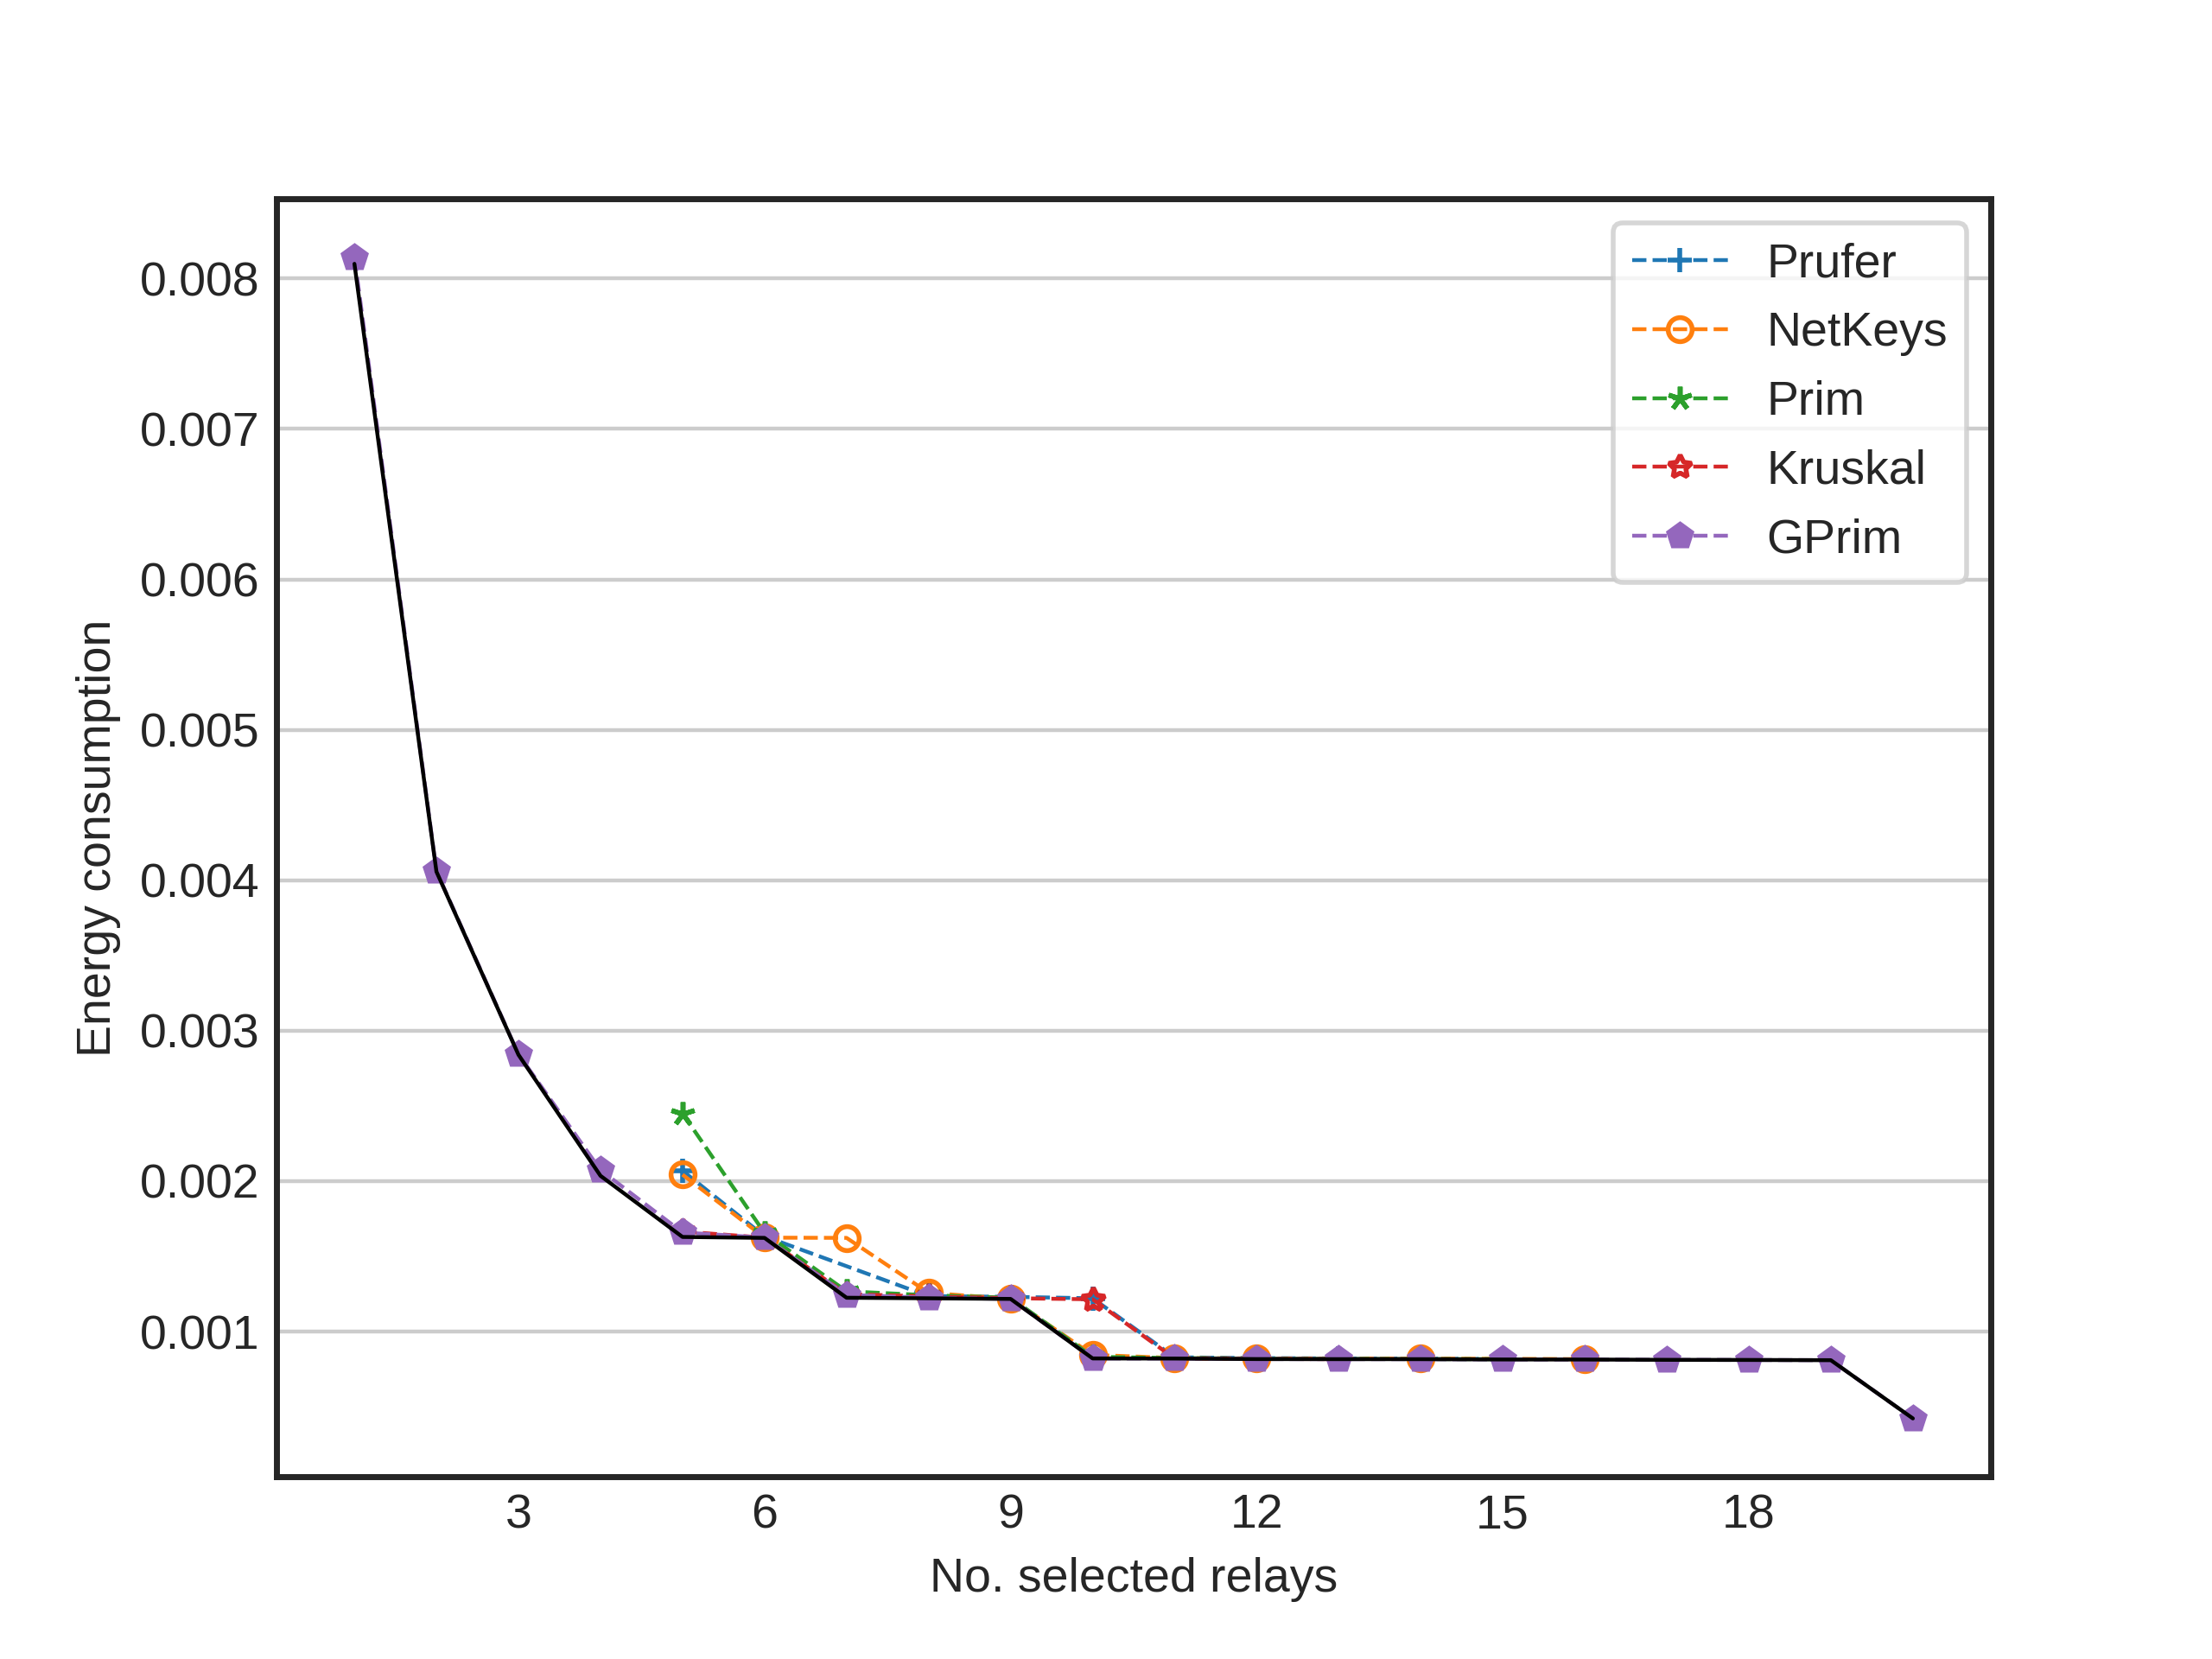 Prufer
NetKeys
Prim
Kruskal
GPrim
0.008
0.007
0.006
0.005
0.004
0.003
0.002
0.001
Energy consumption
3 6 9 12 15 18
No. selected relays